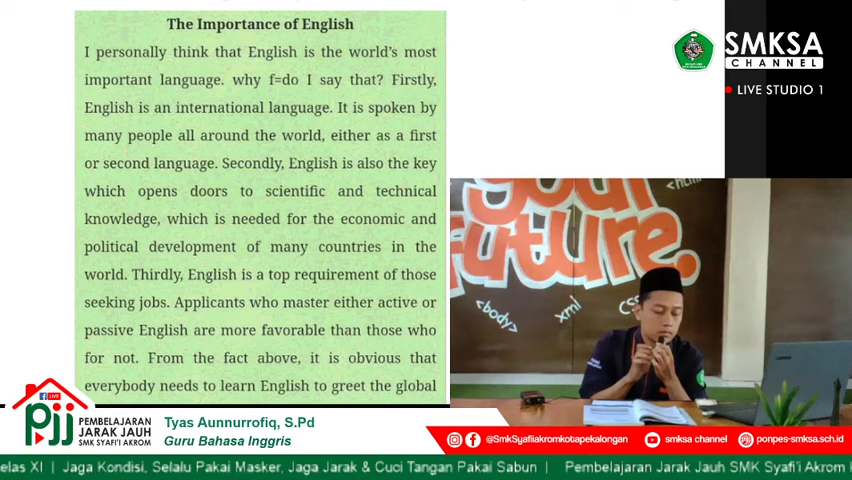 The Importance of English
I personally think that English is the world's most
important language. why f=do I say that? Firstly,
English is an international language. It is spoken by
many people all around the world, either as a first
or second language. Secondly, English is also the key
which opens doors to scientific and technical
knowledge, which is needed for the economic and
political development of many countries in the
world. Thirdly, English is a top requirement of those
seeking jobs. Applicants who master either active or
passive English are more favorable than those who
for not. From the fact above, it is obvious that
everybody needs to learn English to greet the global
SMKSA
CHANNEL
LIVE STUDIO 1
your
future.
<html
<body>
xml
CSS
LIVE
PJJ
PEMBELAJARAN
JARAK JAUH
SMK SYAFI'I AKROM
Tyas Aunnurrofiq, S.Pd
Guru Bahasa Inggris
@SmkSyafiiakromkotapekalongan
smksa channel
ponpes-smksa.sch.id
elas XI | Jaga Kondisi, Selalu Pakai Masker, Jaga Jarak & Cuci Tangan Pakai Sabun | Pembelajaran Jarak Jauh SMK Syafi'i Akrom